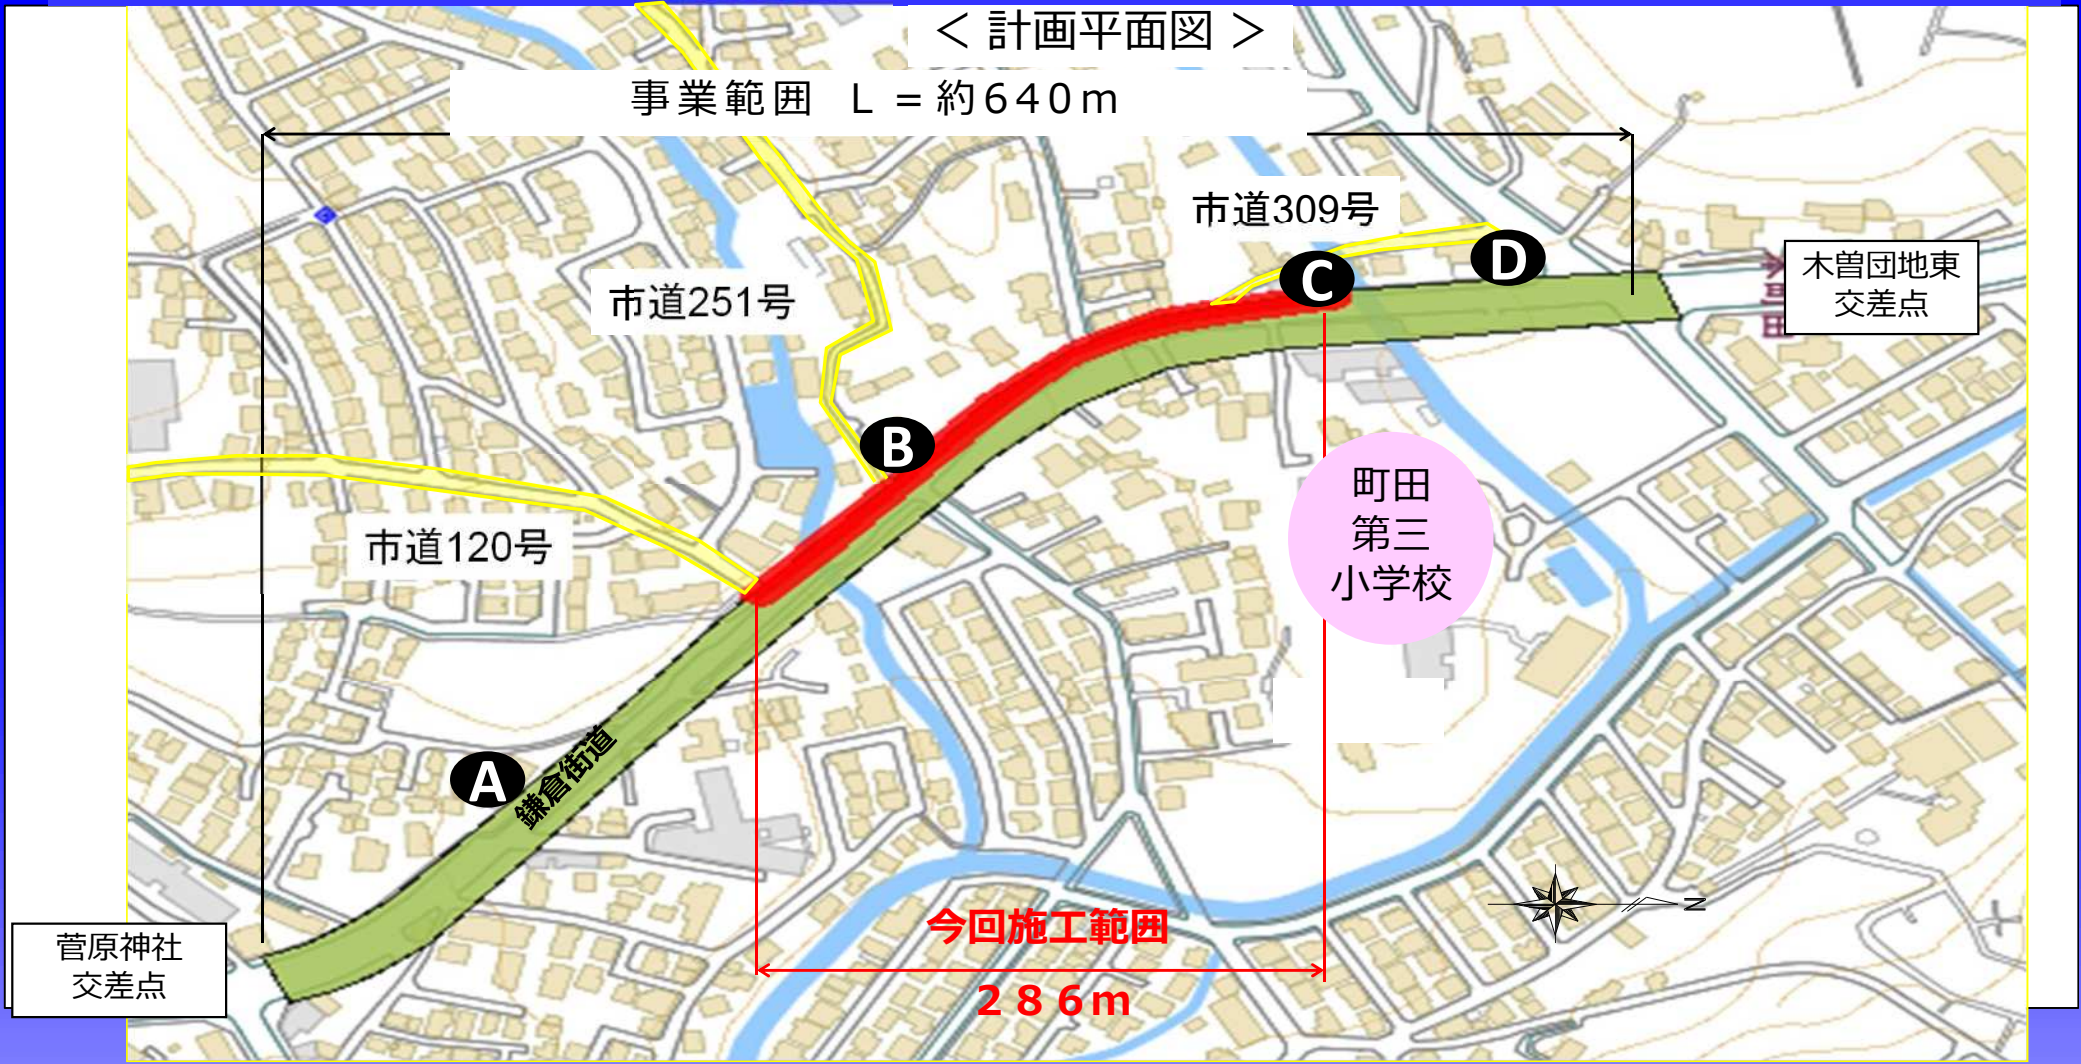 ＜ 計画平面図 ＞
事業範囲　Ｌ＝約６４０ｍ
市道309号
木曽団地東
交差点
市道251号
町田
第三
小学校
市道120号
鎌倉街道
菅原神社
交差点
今回施工範囲
２８６ｍ
A
B
C
D
N